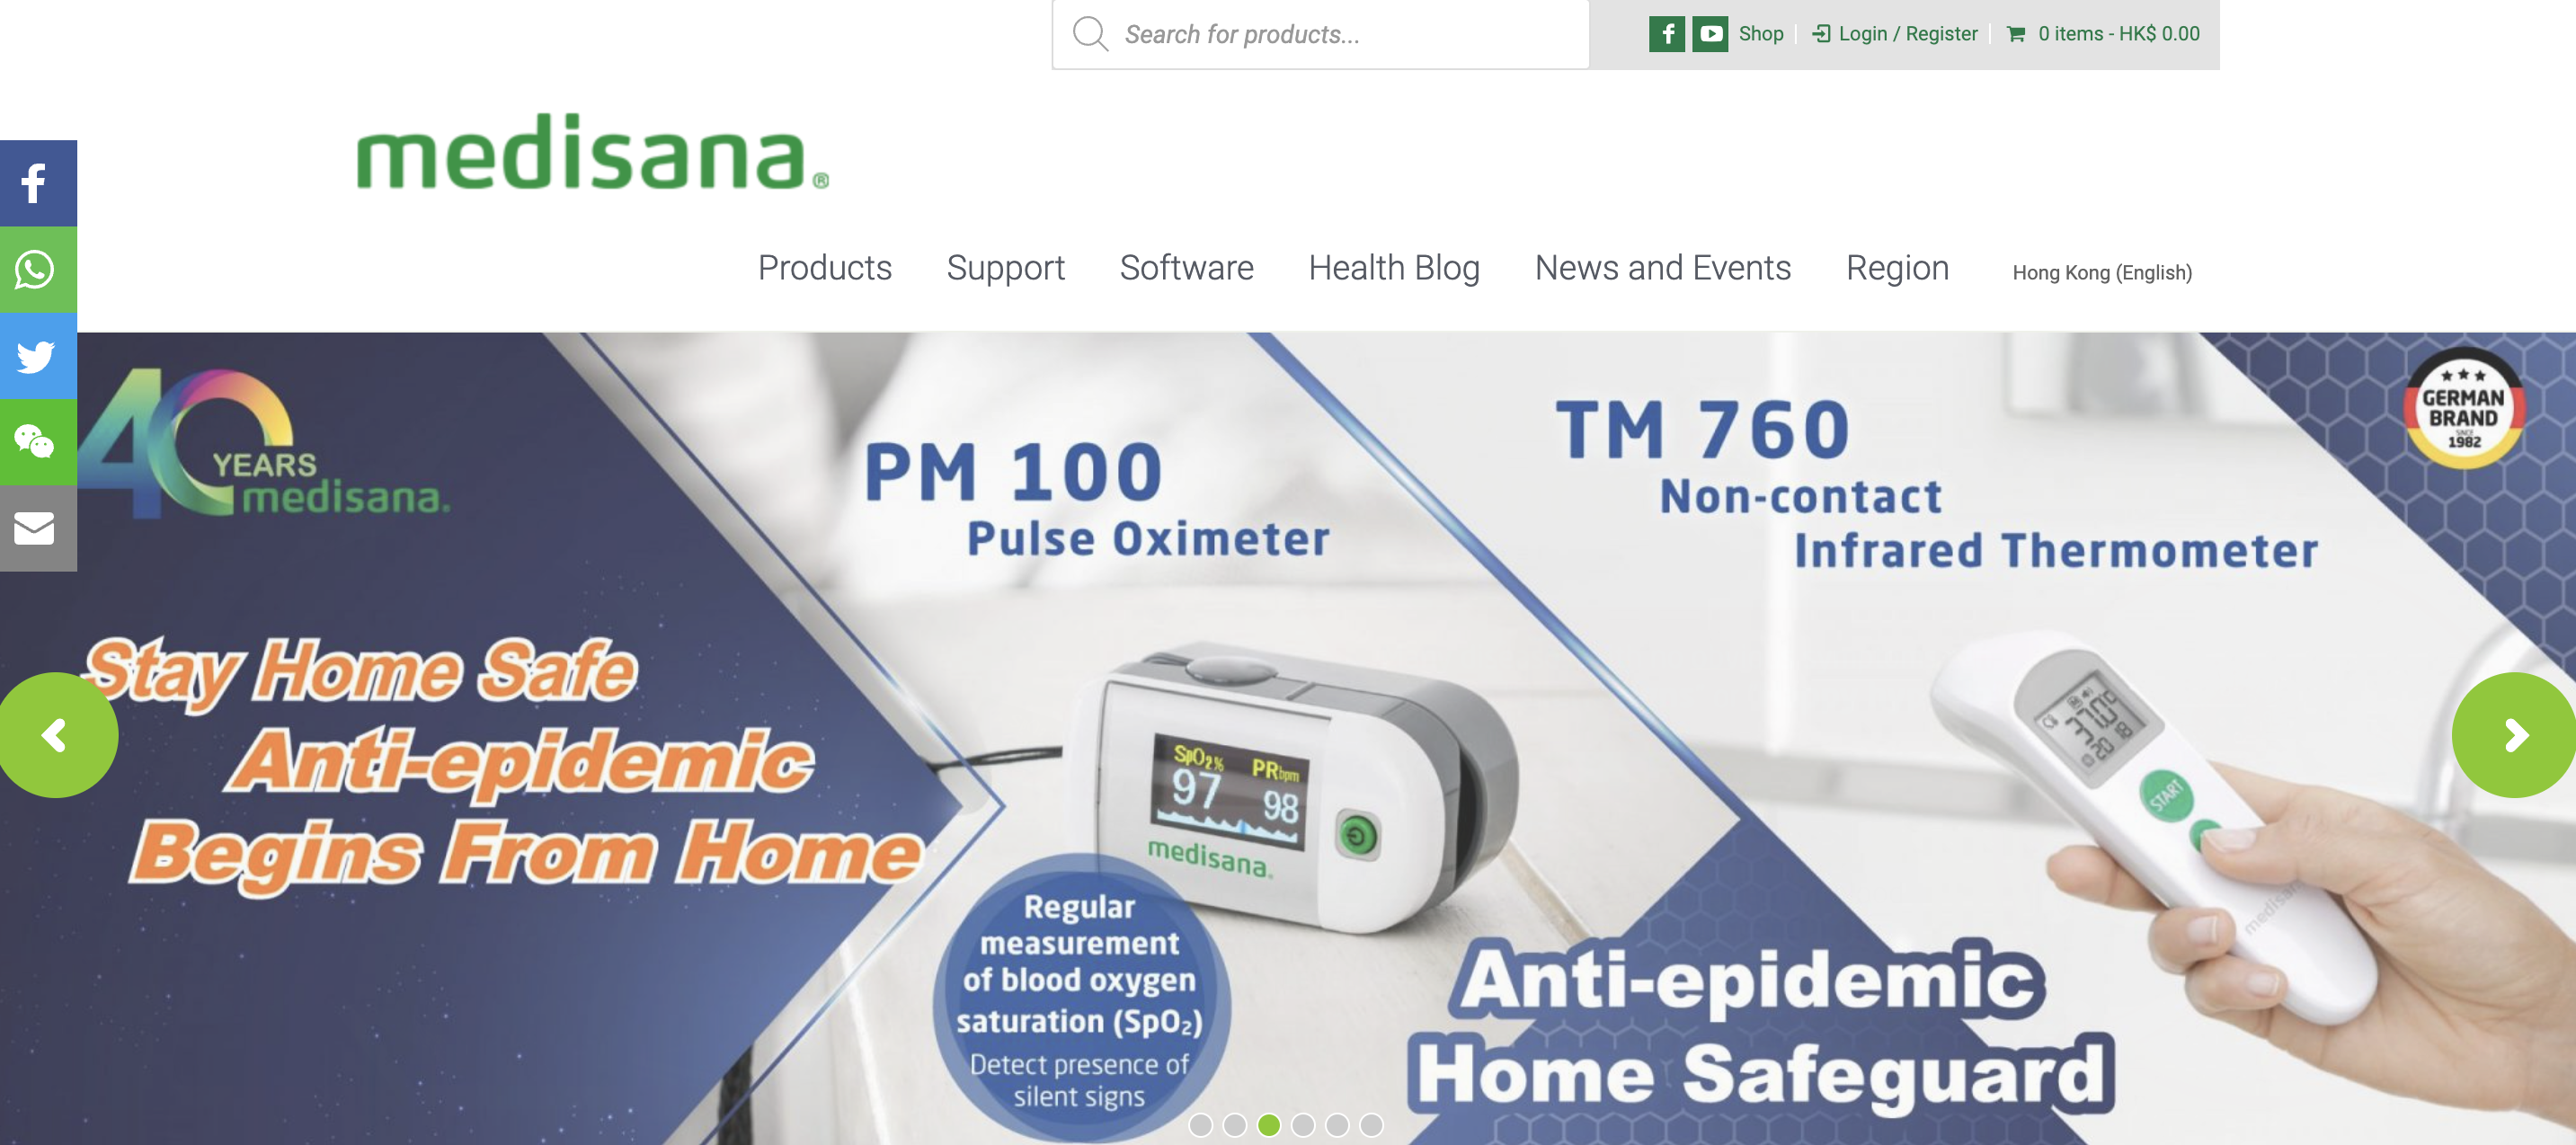 Search for products...
Shop
Login / Register
0 items - HK$ 0.00
medisana®
Products
Support
Software
Health Blog
News and Events
Region
Hong Kong (English)
40
YEARS
medisana.
Stay Home Safe
Anti-epidemic
Begins From Home
PM 100
Pulse Oximeter
SpO₂% PRbpm
97 98
medisana.
Regular
measurement
of blood oxygen
saturation (SpO₂)
Detect presence of
silent signs
TM 760
Non-contact
Infrared Thermometer
GERMAN
BRAND
SINCE
1982
START
medisana
Anti-epidemic
Home Safeguard